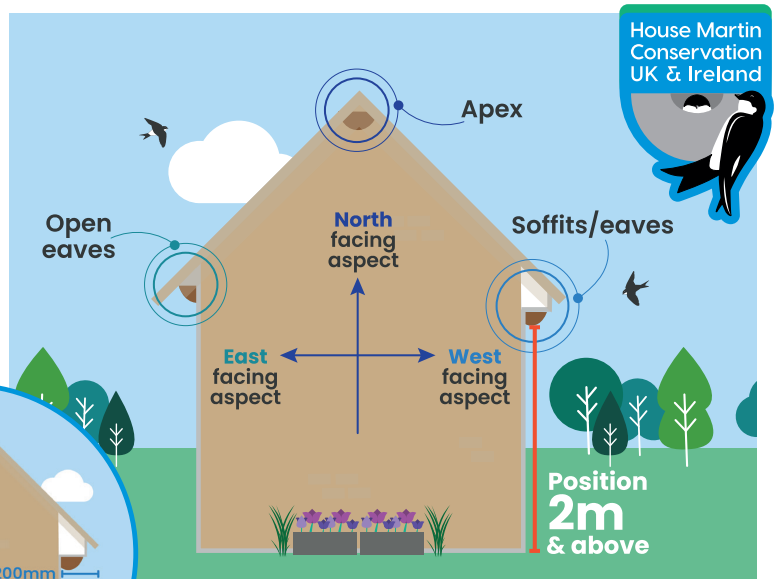 House Martin
Conservation
UK & Ireland
Apex
Open
eaves
North
facing
aspect
Soffits/eaves
East
facing
aspect
West
facing
aspect
Position
2m
& above
200mm